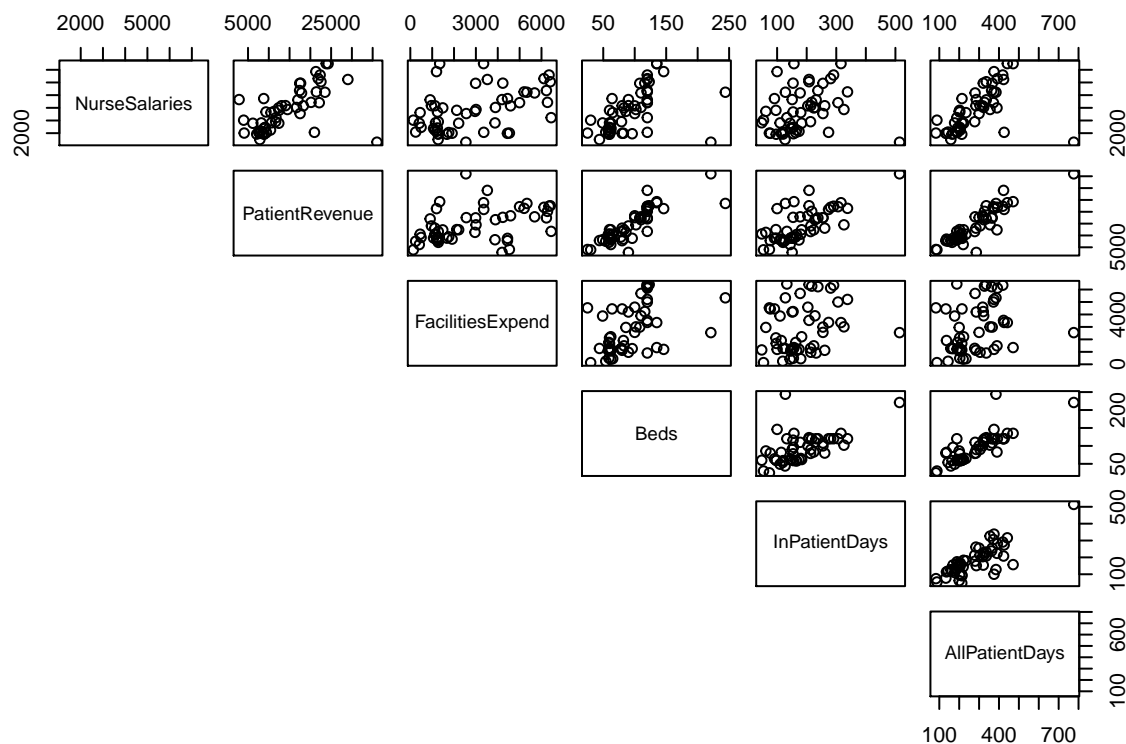 2000 5000 5000 25000 0 3000 6000 50 150 250 100 300 500 100 400 700
NurseSalaries
2000 2000
PatientRevenue
5000
FacilitiesExpend
0 4000
Beds
50 200
InPatientDays
100 500
AllPatientDays
100 600
100 400 700